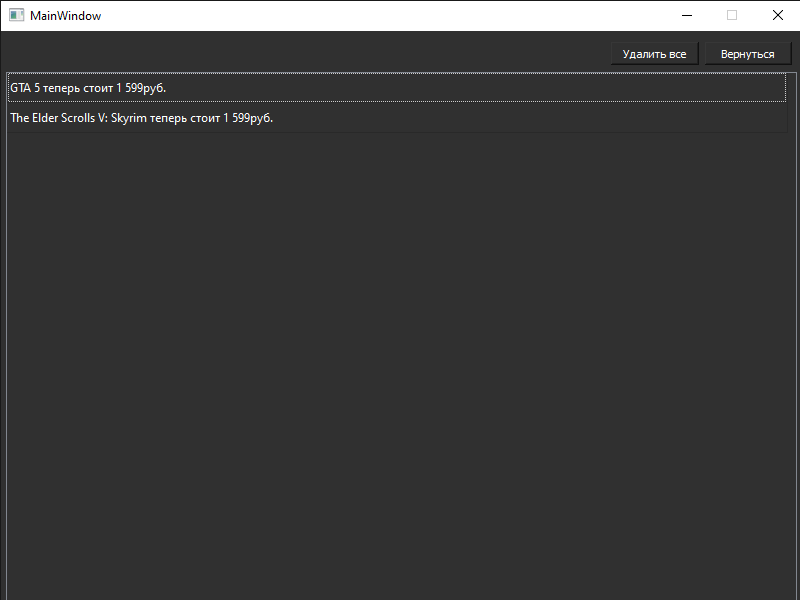 MainWindow
Удалить все
Вернуться
GTA 5 теперь стоит 1 599руб.
The Elder Scrolls V: Skyrim теперь стоит 1 599руб.